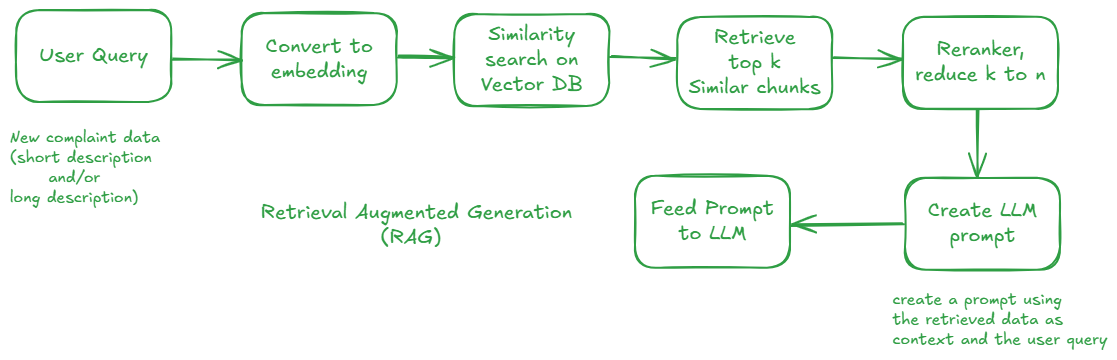 User Query
Convert to
embedding
Similarity
search on
Vector DB
Retrieve
top k
Similar chunks
Reranker,
reduce k to n
New complaint data
(short description
and/or
long description)
Retrieval Augmented Generation
(RAG)
Feed Prompt
to LLM
Create LLM
prompt
create a prompt using
the retrieved data as
context and the user query